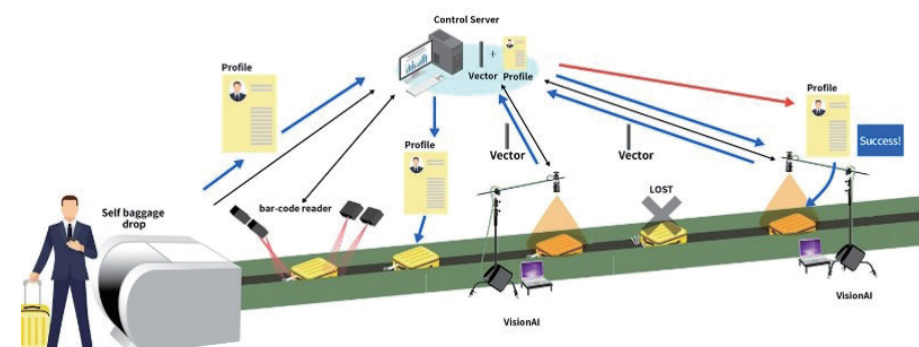 Control Server
Profile
Vector
+
Profile
Profile
Profile
Success!
Vector
Vector
LOST
Self baggage
drop
bar-code reader
VisionAI
VisionAI